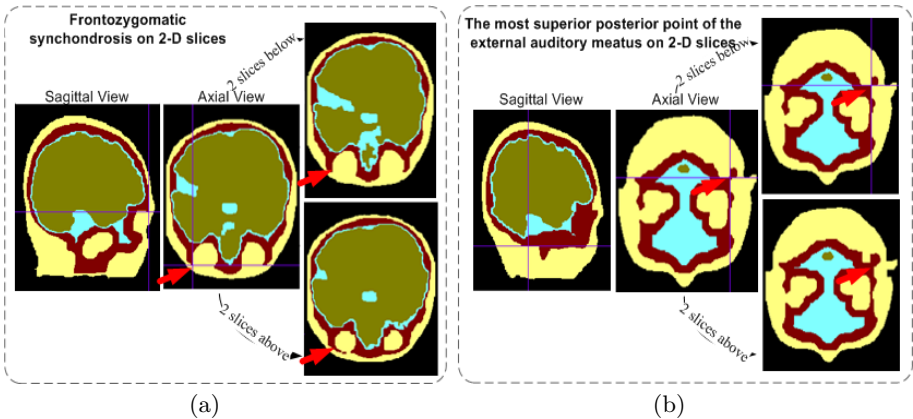 Frontozygomatic
synchondrosis on 2-D slices
2 slices below
Sagittal View
Axial View
2 slices above
(a)
The most superior posterior point of the
external auditory meatus on 2-D slices
2 slices below
Sagittal View
Axial View
2 slices above
(b)